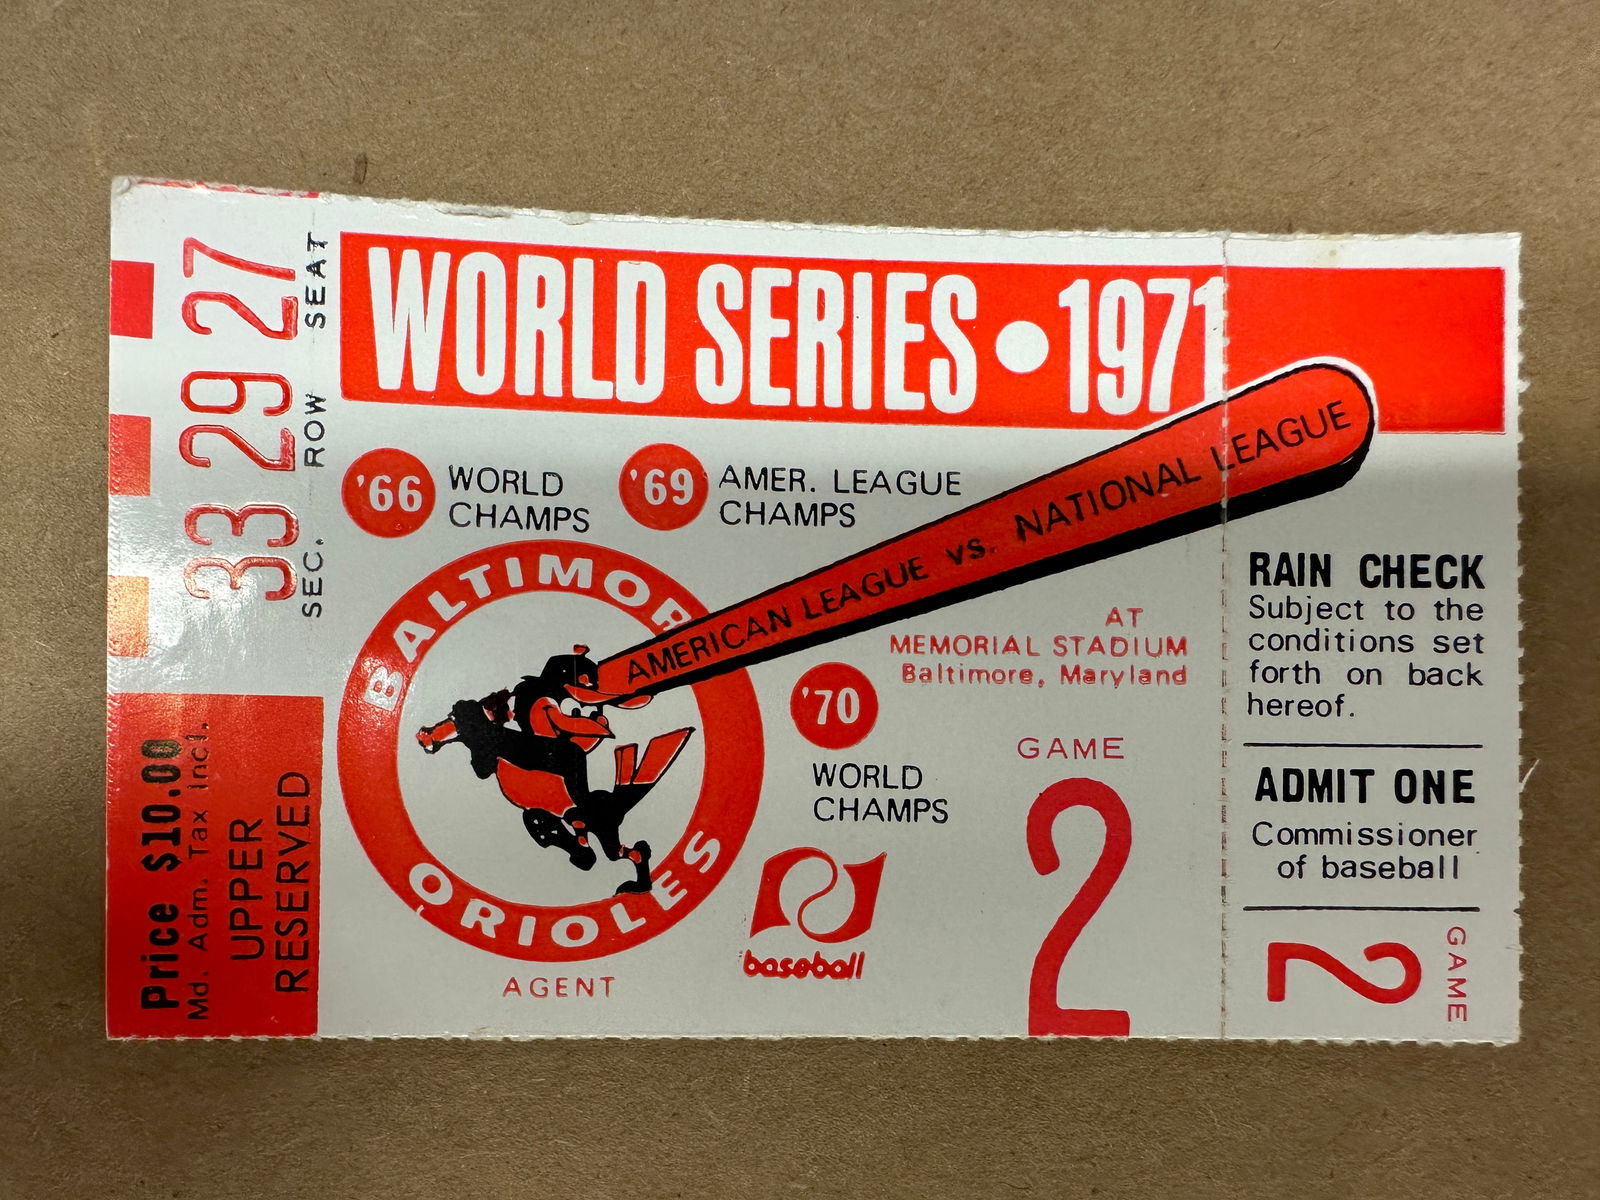 WORLD SERIES • 1971
'66 WORLD
CHAMPS
'69 AMER. LEAGUE
CHAMPS
AMERICAN LEAGUE vs. NATIONAL LEAGUE
BALTIMOR
ORIOLES
AGENT
'70
WORLD
CHAMPS
baseball
AT
MEMORIAL STADIUM
Baltimore, Maryland
GAME
2
RAIN CHECK
Subject to the
conditions set
forth on back
hereof.
ADMIT ONE
Commissioner
of baseball
GAME
2
33 29 27
SEC. ROW SEAT
Price $10.00
Md. Adm. Tax incl.
UPPER
RESERVED